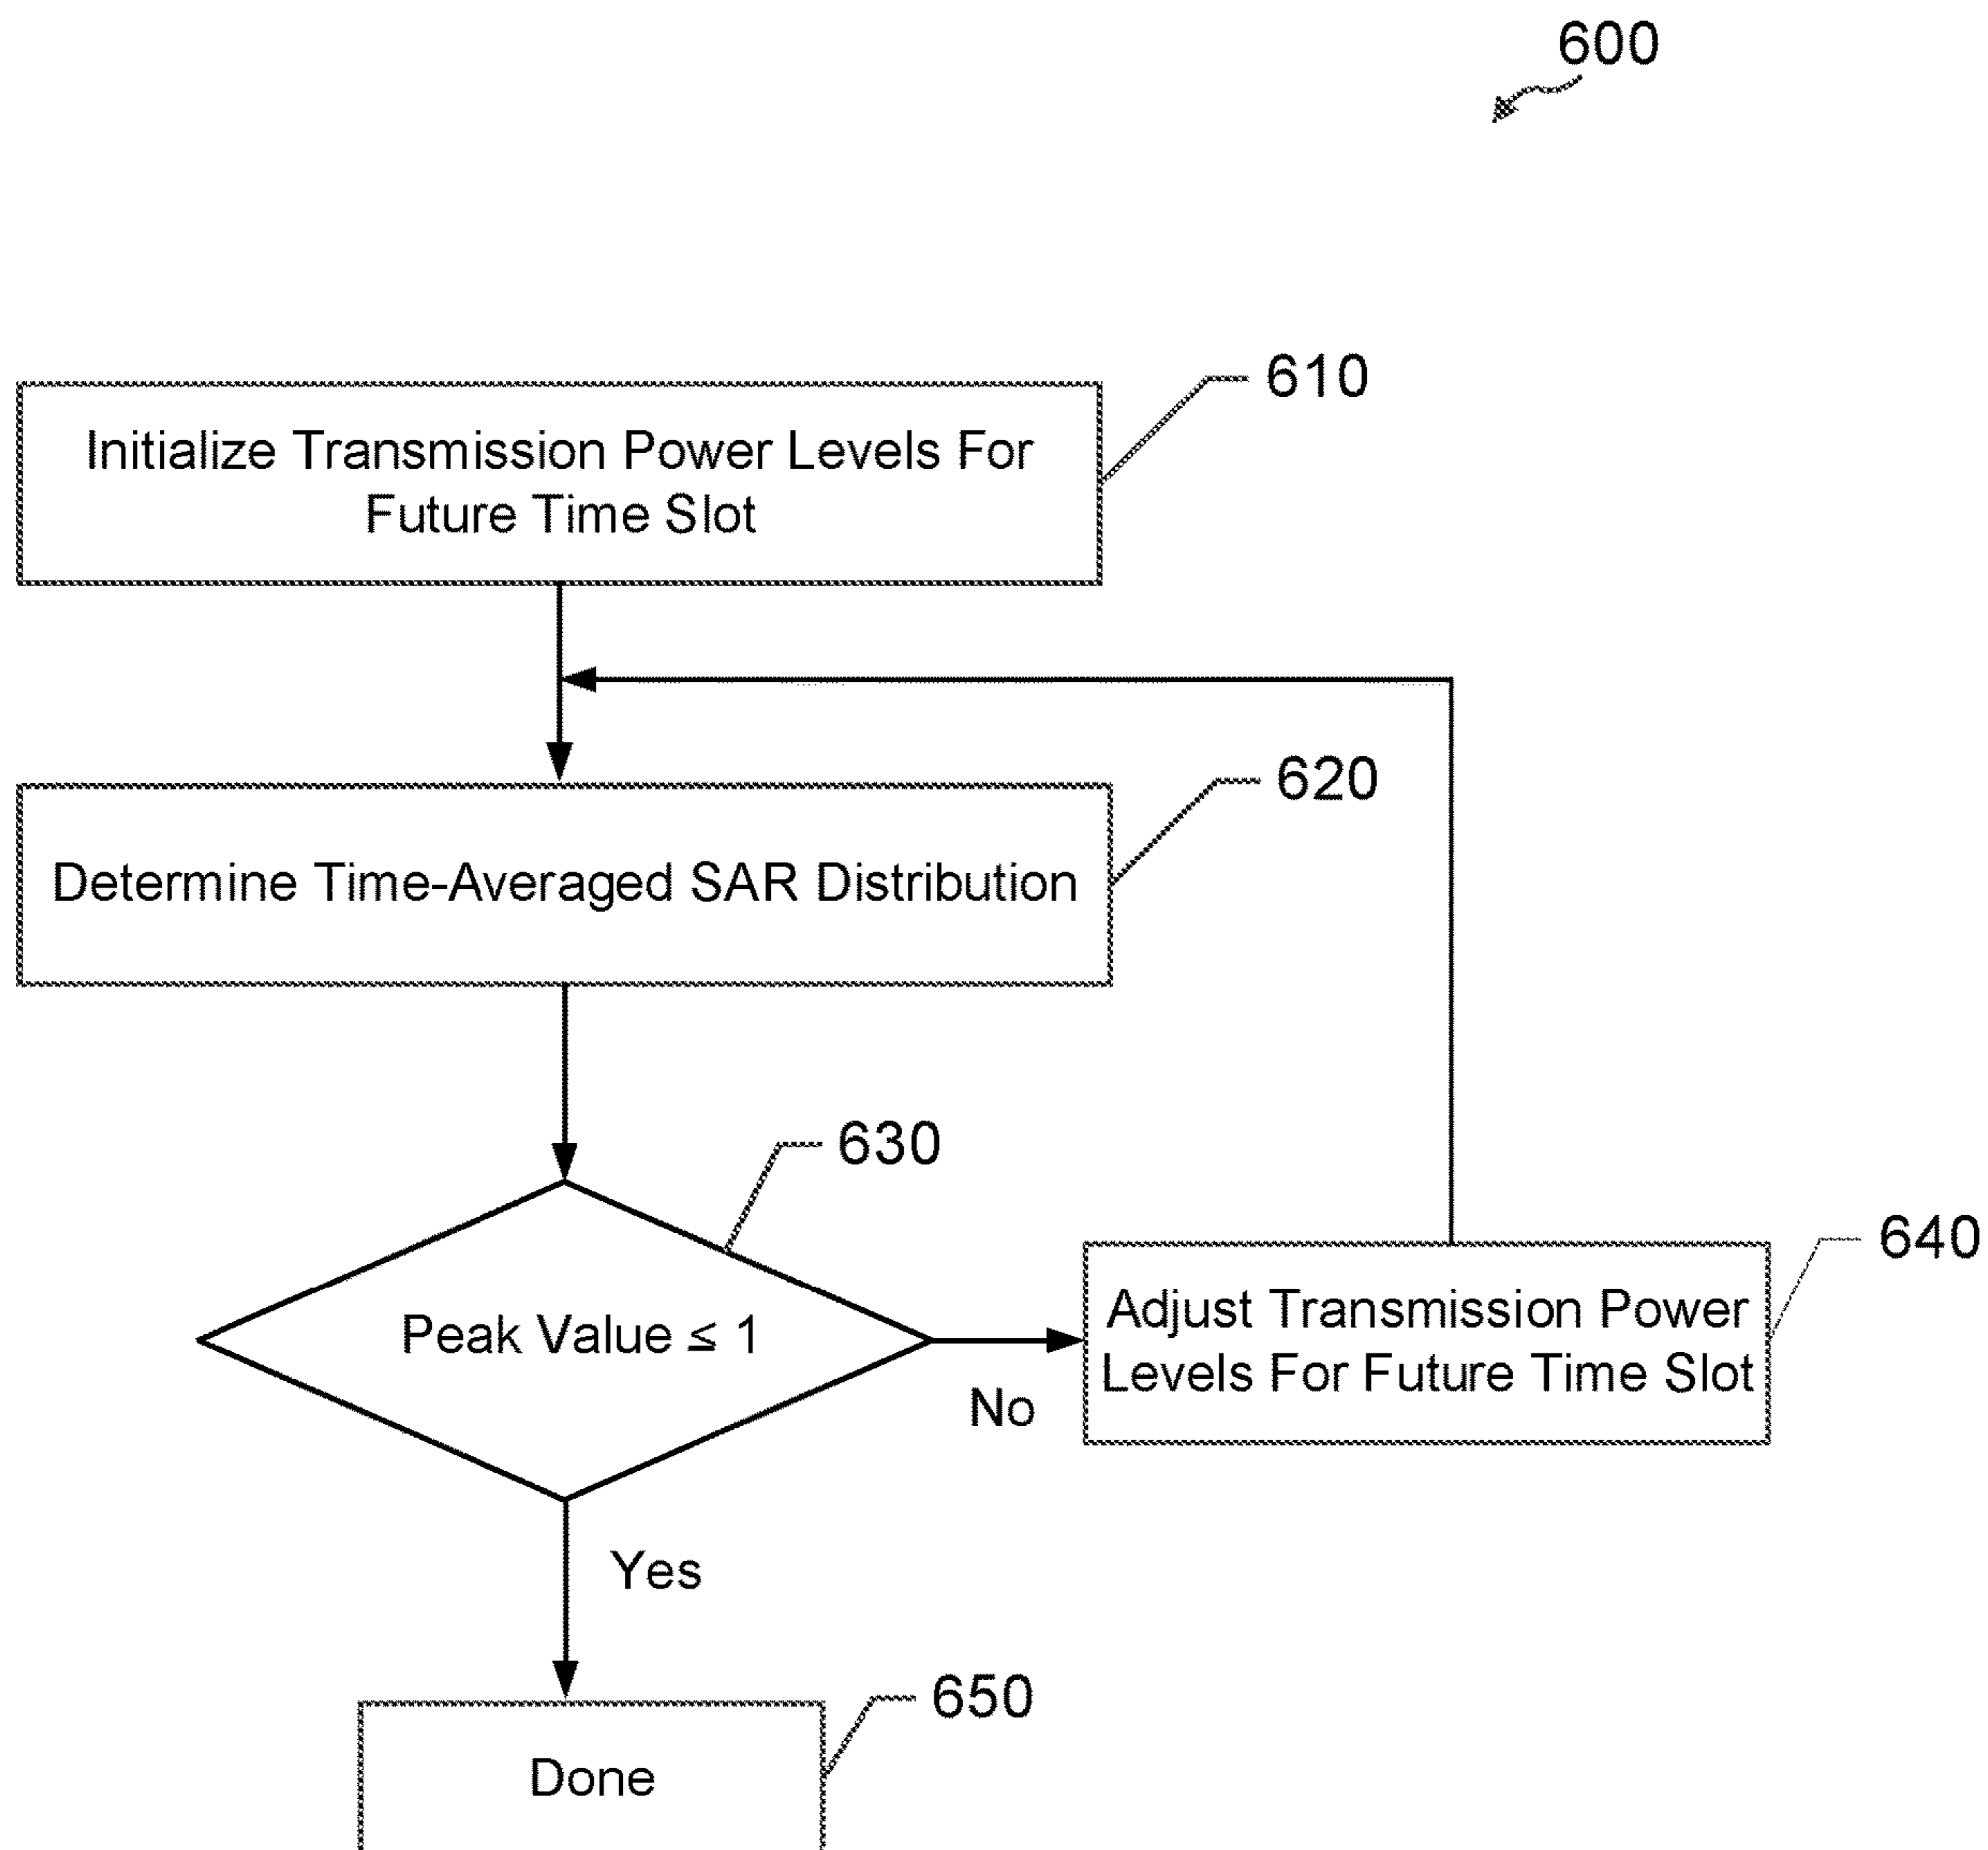 600
610
Initialize Transmission Power Levels For
Future Time Slot
620
Determine Time-Averaged SAR Distribution
630
Peak Value ≤ 1
640
Adjust Transmission Power
Levels For Future Time Slot
No
Yes
650
Done